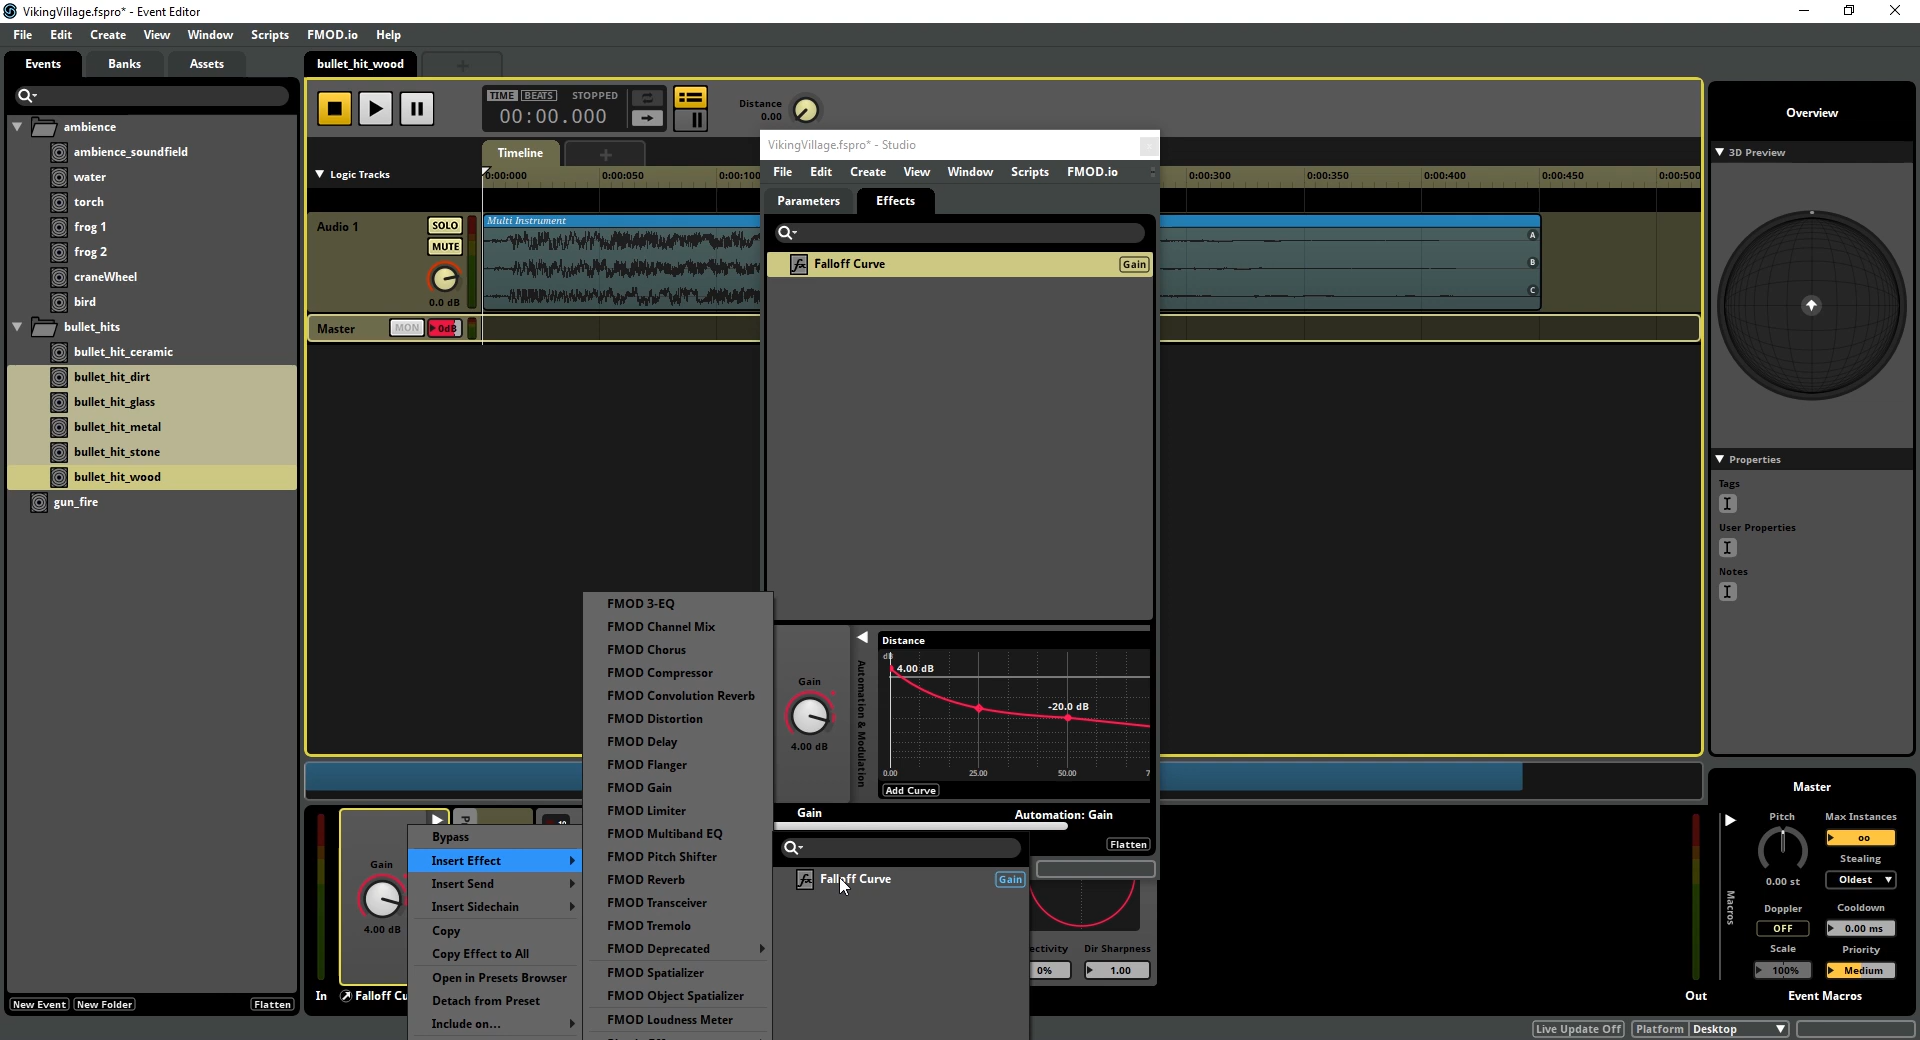 VikingVillage.fspro* - Event Editor
File Edit Create View Window Scripts FMOD.io Help
Events Banks Assets
bullet_hit_wood
ambience
ambience_soundfield
water
torch
frog 1
frog 2
craneWheel
bird
bullet_hits
bullet_hit_ceramic
bullet_hit_dirt
bullet_hit_glass
bullet_hit_metal
bullet_hit_stone
bullet_hit_wood
gun_fire
New Event New Folder Flatten
TIME BEATS STOPPED
00:00.000
Distance
0.00
Timeline
Logic Tracks
0:00:000 0:00:050 0:00:100 0:00:300 0:00:350 0:00:400 0:00:450 0:00:500
Audio 1 SOLO
MUTE
0.0 dB
Multi Instrument
A
B
C
Master MON 0dB
VikingVillage.fspro* - Studio
File Edit Create View Window Scripts FMOD.io
Parameters Effects
Falloff Curve Gain
Gain
4.00 dB
Automation & Modulation
Distance
dB
4.00 dB
-20.0 dB
0.00 25.00 50.00 7
Add Curve
Gain Automation: Gain
Flatten
Falloff Curve Gain
Gain
4.00 dB
In Falloff Cu
Bypass
Insert Effect
Insert Send
Insert Sidechain
Copy
Copy Effect to All
Open in Presets Browser
Detach from Preset
Include on...
FMOD 3-EQ
FMOD Channel Mix
FMOD Chorus
FMOD Compressor
FMOD Convolution Reverb
FMOD Distortion
FMOD Delay
FMOD Flanger
FMOD Gain
FMOD Limiter
FMOD Multiband EQ
FMOD Pitch Shifter
FMOD Reverb
FMOD Transceiver
FMOD Tremolo
FMOD Deprecated
FMOD Spatializer
FMOD Object Spatializer
FMOD Loudness Meter
ectivity Dir Sharpness
0% 1.00
Out
Overview
3D Preview
Properties
Tags
User Properties
Notes
Master
Macros
Pitch Max Instances
0.00 st oo
Stealing
Oldest
Doppler Cooldown
OFF 0.00 ms
Scale Priority
100% Medium
Event Macros
Live Update Off Platform Desktop